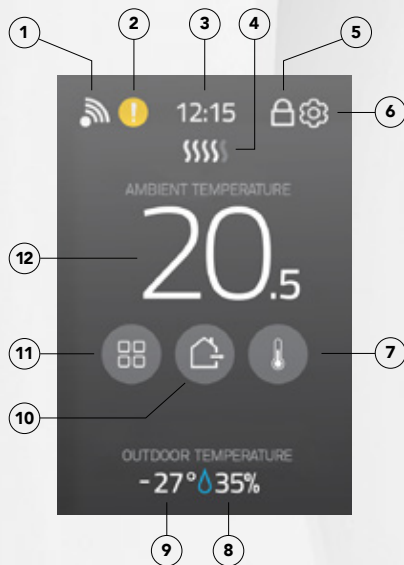 1 2 3 4 5
12:15
6
AMBIENT TEMPERATURE
12 20.5
11 7
10
OUTDOOR TEMPERATURE
-27° 35%
9 8